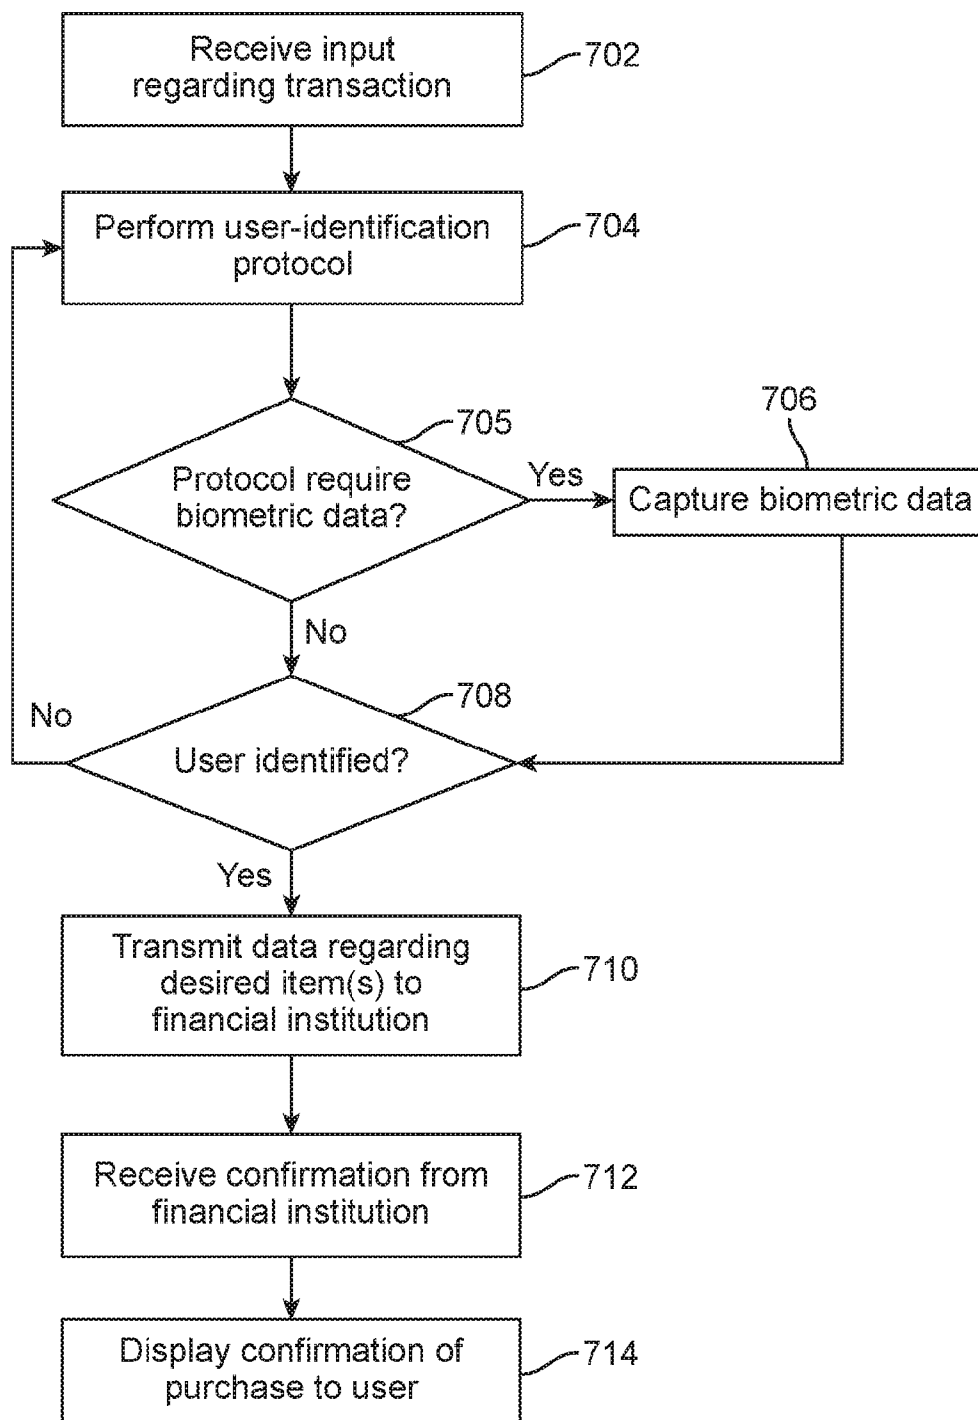 Receive input
regarding transaction
702
Perform user-identification
protocol
704
705
Protocol require
biometric data?
Yes
706
Capture biometric data
No
708
No
User identified?
Yes
Transmit data regarding
desired item(s) to
financial institution
710
Receive confirmation from
financial institution
712
Display confirmation of
purchase to user
714